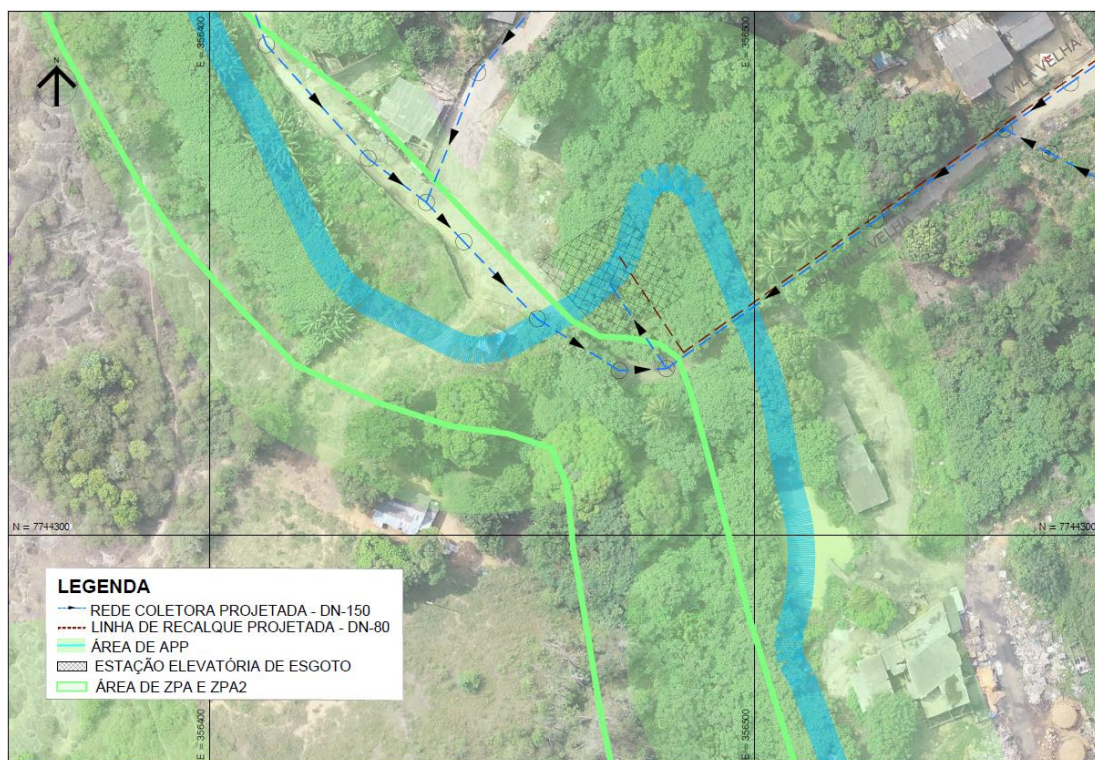 N
E = 356400
E = 356500
VILA VELHA
VELHA
N = 7744300
N = 7744300
LEGENDA
REDE COLETORA PROJETADA - DN-150
LINHA DE RECALQUE PROJETADA - DN-80
ÁREA DE APP
ESTAÇÃO ELEVATÓRIA DE ESGOTO
ÁREA DE ZPA E ZPA2
E = 356400
E = 356500